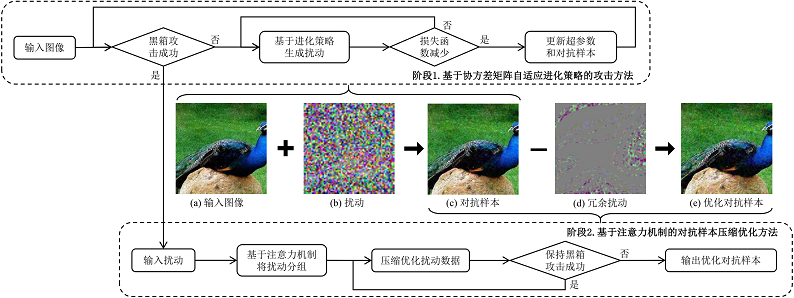 输入图像
黑箱攻
击成功
否
是
基于进化策略
生成扰动
否
损失函
数减少
是
更新超参数
和对抗样本
阶段1. 基于协方差矩阵自适应进化策略的攻击方法
(a) 输入图像
(b) 扰动
(c) 对抗样本
(d) 冗余扰动
(e) 优化对抗样本
阶段2. 基于注意力机制的对抗样本压缩优化方法
输入扰动
基于注意力机制
将扰动分组
压缩优化扰动数据
保持黑箱
攻击成功
否
是
输出优化对抗样本